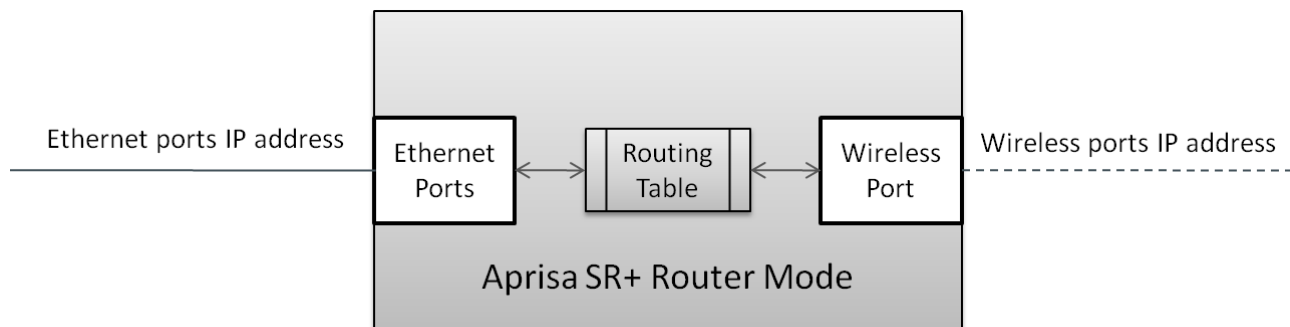 Ethernet ports IP address
Ethernet
Ports
Routing
Table
Wireless
Port
Wireless ports IP address
Aprisa SR+ Router Mode